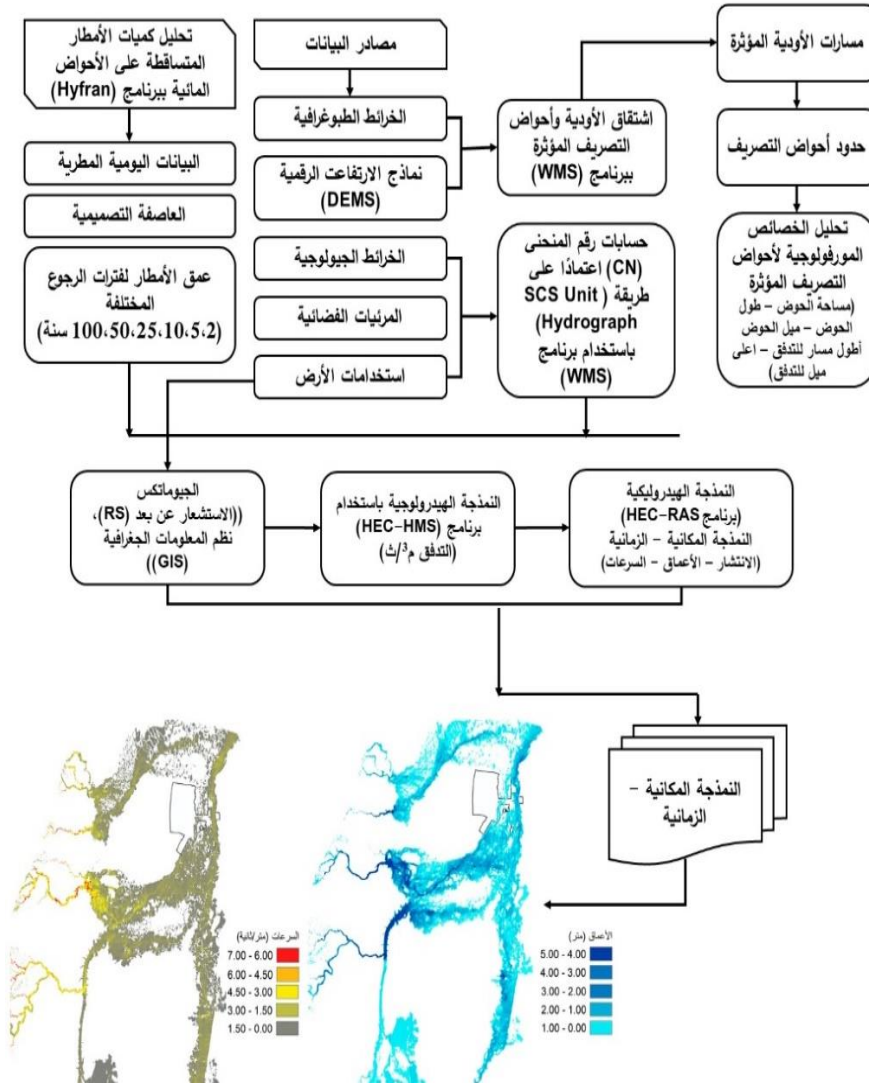 تحليل كميات الأمطار
المتساقطة على الأحواض
المائية ببرنامج (Hyfran)
البيانات اليومية المطرية
العاصفة التصميمية
عمق الأمطار لفترات الرجوع
المختلفة
(100،50،25،10،5،2 سنة)
مصادر البيانات
الخرائط الطبوغرافية
نماذج الارتفاعت الرقمية
(DEMS)
الخرائط الجيولوجية
المرئيات الفضائية
استخدامات الأرض
اشتقاق الأودية وأحواض
التصريف المؤثرة
ببرنامج (WMS)
حسابات رقم المنحنى
(CN) اعتمادًا على
طريقة (SCS Unit
Hydrograph)
باستخدام برنامج
(WMS)
مسارات الأودية المؤثرة
حدود أحواض التصريف
تحليل الخصائص
المورفولوجية لأحواض
التصريف المؤثرة
(مساحة الحوض – طول
الحوض – ميل الحوض
أطول مسار للتدفق – اعلى
ميل للتدفق)
الجيوماتكس
((الاستشعار عن بعد (RS)،
نظم المعلومات الجغرافية
(GIS))
النمذجة الهيدرولوجية باستخدام
برنامج (HEC-HMS)
(التدفق م³/ث)
النمذجة الهيدروليكية
(برنامج HEC-RAS)
النمذجة المكانية – الزمانية
(الانتشار – الأعماق – السرعات)
النمذجة المكانية –
الزمانية
السرعات (متر/ثانية)
7.00 - 6.00
6.00 - 4.50
4.50 - 3.00
3.00 - 1.50
1.50 - 0.00
الأعماق (متر)
5.00 - 4.00
4.00 - 3.00
3.00 - 2.00
2.00 - 1.00
1.00 - 0.00